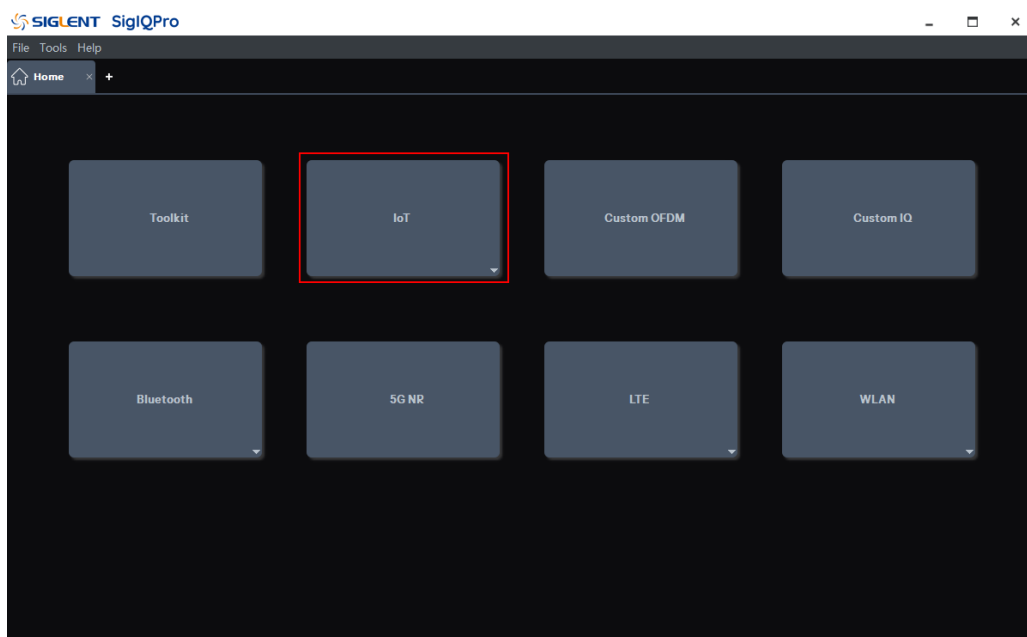 SIGLENT SigIQPro
File Tools Help
Home
Toolkit IoT Custom OFDM Custom IQ
Bluetooth 5G NR LTE WLAN